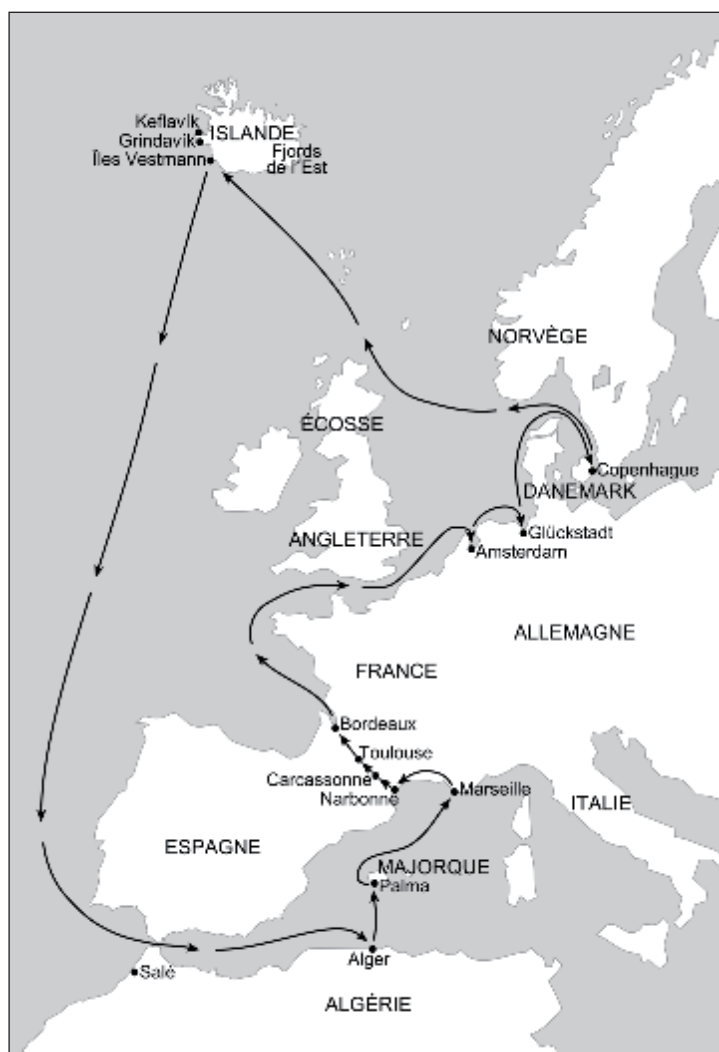 Keflavík
ISLANDE
Grindavík
Îles Vestmann
Fjords
de l'Est
NORVÈGE
ÉCOSSE
Copenhague
DANEMARK
Glückstadt
ANGLETERRE
Amsterdam
ALLEMAGNE
FRANCE
Bordeaux
Toulouse
Carcassonne
Narbonne
Marseille
ITALIE
ESPAGNE
MAJORQUE
Palma
Alger
Salé
ALGÉRIE